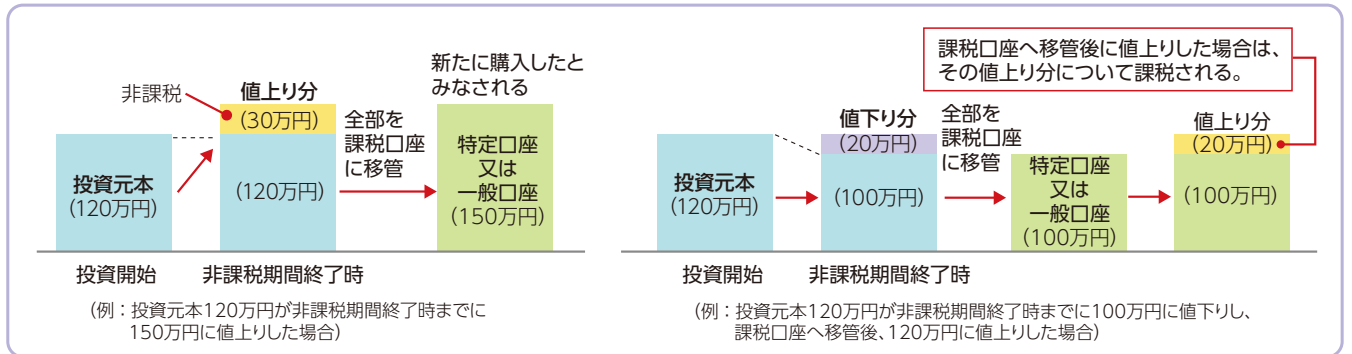 非課税
値上り分
(30万円)
(120万円)
投資元本
(120万円)
全部を
課税口座
に移管
新たに購入したと
みなされる
特定口座
又は
一般口座
(150万円)
投資開始
非課税期間終了時
(例：投資元本120万円が非課税期間終了時までに
150万円に値上りした場合)
課税口座へ移管後に値上りした場合は、
その値上り分について課税される。
投資元本
(120万円)
値下り分
(20万円)
(100万円)
全部を
課税口座
に移管
特定口座
又は
一般口座
(100万円)
値上り分
(20万円)
(100万円)
投資開始
非課税期間終了時
(例：投資元本120万円が非課税期間終了時までに100万円に値下りし、
課税口座へ移管後、120万円に値上りした場合)